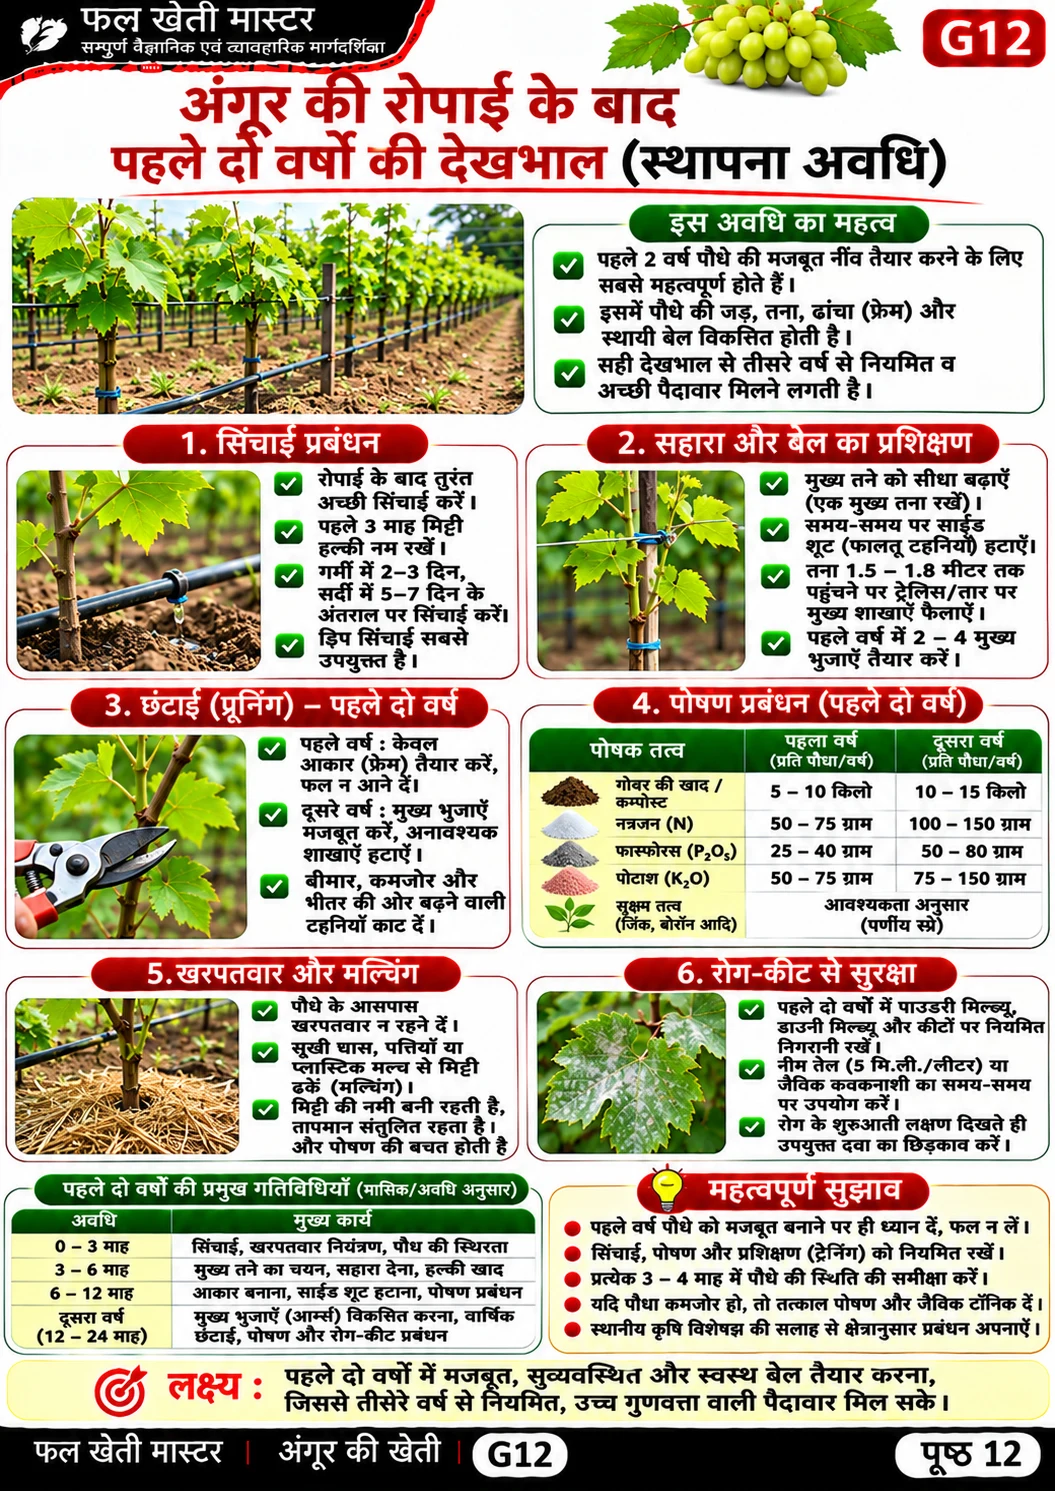 फल खेती मास्टर
सम्पूर्ण वैज्ञानिक एवं व्यावहारिक मार्गदर्शिका
G12
अंगूर की रोपाई के बाद
पहले दो वर्षों की देखभाल (स्थापना अवधि)
इस अवधि का महत्व
पहले 2 वर्ष पौधे की मजबूत नींव तैयार करने के लिए
सबसे महत्वपूर्ण होते हैं।
इसमें पौधे की जड़, तना, ढांचा (फ्रेम) और
स्थायी बेल विकसित होती है।
सही देखभाल से तीसरे वर्ष से नियमित व
अच्छी पैदावार मिलने लगती है।
1. सिंचाई प्रबंधन
रोपाई के बाद तुरंत
अच्छी सिंचाई करें।
पहले 3 माह मिट्टी
हल्की नम रखें।
गर्मी में 2–3 दिन,
सर्दी में 5–7 दिन के
अंतराल पर सिंचाई करें।
ड्रिप सिंचाई सबसे
उपयुक्त है।
2. सहारा और बेल का प्रशिक्षण
मुख्य तने को सीधा बढ़ाएँ
(एक मुख्य तना रखें)।
समय-समय पर साईड
शूट (फालतू टहनियाँ) हटाएँ।
तना 1.5 – 1.8 मीटर तक
पहुंचने पर ट्रेलिस/तार पर
मुख्य शाखाएँ फैलाएँ।
पहले वर्ष में 2 – 4 मुख्य
भुजाएँ तैयार करें।
3. छंटाई (प्रूनिंग) – पहले दो वर्ष
पहले वर्ष : केवल
आकार (फ्रेम) तैयार करें,
फल न आने दें।
दूसरे वर्ष : मुख्य भुजाएँ
मजबूत करें, अनावश्यक
शाखाएँ हटाएँ।
बीमार, कमजोर और
भीतर की ओर बढ़ने वाली
टहनियाँ काट दें।
4. पोषण प्रबंधन (पहले दो वर्ष)
पोषक तत्व पहला वर्ष (प्रति पौधा/वर्ष) दूसरा वर्ष (प्रति पौधा/वर्ष)
गोबर की खाद / कम्पोस्ट 5 – 10 किलो 10 – 15 किलो
नत्रजन (N) 50 – 75 ग्राम 100 – 150 ग्राम
फास्फोरस (P₂O₅) 25 – 40 ग्राम 50 – 80 ग्राम
पोटाश (K₂O) 50 – 75 ग्राम 75 – 150 ग्राम
सूक्ष्म तत्व (जिंक, बोरॉन आदि) आवश्यकता अनुसार (पर्णीय स्प्रे)
5.खरपतवार और मल्चिंग
पौधे के आसपास
खरपतवार न रहने दें।
सूखी घास, पत्तियाँ या
प्लास्टिक मल्च से मिट्टी
ढकें (मल्चिंग)।
मिट्टी की नमी बनी रहती है,
तापमान संतुलित रहता है।
और पोषण की बचत होती है
6. रोग-कीट से सुरक्षा
पहले दो वर्षों में पाउडरी मिल्ड्यू,
डाउनी मिल्ड्यू और कीटों पर नियमित
निगरानी रखें।
नीम तेल (5 मि.ली./लीटर) या
जैविक कवकनाशी का समय-समय
पर उपयोग करें।
रोग के शुरुआती लक्षण दिखते ही
उपयुक्त दवा का छिड़काव करें।
पहले दो वर्षों की प्रमुख गतिविधियाँ (मासिक/अवधि अनुसार)
अवधि मुख्य कार्य
0 – 3 माह सिंचाई, खरपतवार नियंत्रण, पौध की स्थिरता
3 – 6 माह मुख्य तने का चयन, सहारा देना, हल्की खाद
6 – 12 माह आकार बनाना, साईड शूट हटाना, पोषण प्रबंधन
दूसरा वर्ष (12 – 24 माह) मुख्य भुजाएँ (आर्म्स) विकसित करना, वार्षिक
छंटाई, पोषण और रोग-कीट प्रबंधन
महत्वपूर्ण सुझाव
पहले वर्ष पौधे को मजबूत बनाने पर ही ध्यान दें, फल न लें।
सिंचाई, पोषण और प्रशिक्षण (ट्रेनिंग) को नियमित रखें।
प्रत्येक 3 – 4 माह में पौधे की स्थिति की समीक्षा करें।
यदि पौधा कमजोर हो, तो तत्काल पोषण और जैविक टॉनिक दें।
स्थानीय कृषि विशेषज्ञ की सलाह से क्षेत्रानुसार प्रबंधन अपनाएँ।
लक्ष्य :
पहले दो वर्षों में मजबूत, सुव्यवस्थित और स्वस्थ बेल तैयार करना,
जिससे तीसेरे वर्ष से नियमित, उच्च गुणवत्ता वाली पैदावार मिल सके।
फल खेती मास्टर | अंगूर की खेती | G12
पृष्ठ 12